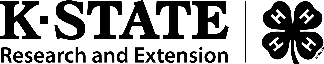 K-STATE
Research and Extension
H H
H H